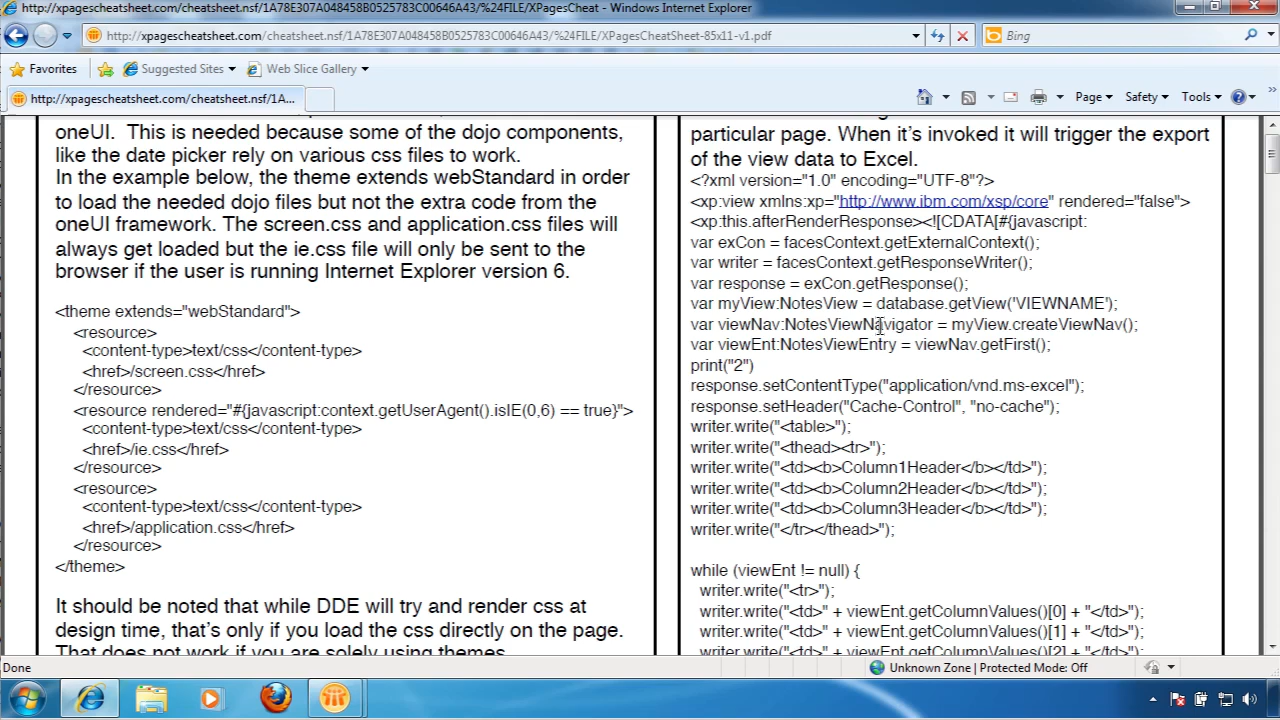 http://xpagescheatsheet.com/cheatsheet.nsf/1A78E307A048458B0525783C00646A43/%24FILE/XPagesCheat - Windows Internet Explorer
http://xpagescheatsheet.com/cheatsheet.nsf/1A78E307A048458B0525783C00646A43/%24FILE/XPagesCheatSheet-85x11-v1.pdf
Bing
Favorites
Suggested Sites
Web Slice Gallery
http://xpagescheatsheet.com/cheatsheet.nsf/1A...
Page
Safety
Tools
oneUI. This is needed because some of the dojo components,
like the date picker rely on various css files to work.
In the example below, the theme extends webStandard in order
to load the needed dojo files but not the extra code from the
oneUI framework. The screen.css and application.css files will
always get loaded but the ie.css file will only be sent to the
browser if the user is running Internet Explorer version 6.
<theme extends="webStandard">
<resource>
<content-type>text/css</content-type>
<href>/screen.css</href>
</resource>
<resource rendered="#{javascript:context.getUserAgent().isIE(0,6) == true}">
<content-type>text/css</content-type>
<href>/ie.css</href>
</resource>
<resource>
<content-type>text/css</content-type>
<href>/application.css</href>
</resource>
</theme>
It should be noted that while DDE will try and render css at
design time, that's only if you load the css directly on the page.
That does not work if you are solely using themes.
particular page. When it's invoked it will trigger the export
of the view data to Excel.
<?xml version="1.0" encoding="UTF-8"?>
<xp:view xmlns:xp="http://www.ibm.com/xsp/core" rendered="false">
<xp:this.afterRenderResponse><![CDATA[#{javascript:
var exCon = facesContext.getExternalContext();
var writer = facesContext.getResponseWriter();
var response = exCon.getResponse();
var myView:NotesView = database.getView('VIEWNAME');
var viewNav:NotesViewNavigator = myView.createViewNav();
var viewEnt:NotesViewEntry = viewNav.getFirst();
print("2")
response.setContentType("application/vnd.ms-excel");
response.setHeader("Cache-Control", "no-cache");
writer.write("<table>");
writer.write("<thead><tr>");
writer.write("<td><b>Column1Header</b></td>");
writer.write("<td><b>Column2Header</b></td>");
writer.write("<td><b>Column3Header</b></td>");
writer.write("</tr></thead>");
while (viewEnt != null) {
writer.write("<tr>");
writer.write("<td>" + viewEnt.getColumnValues()[0] + "</td>");
writer.write("<td>" + viewEnt.getColumnValues()[1] + "</td>");
writer.write("<td>" + viewEnt.getColumnValues()[2] + "</td>");
Done
Unknown Zone | Protected Mode: Off